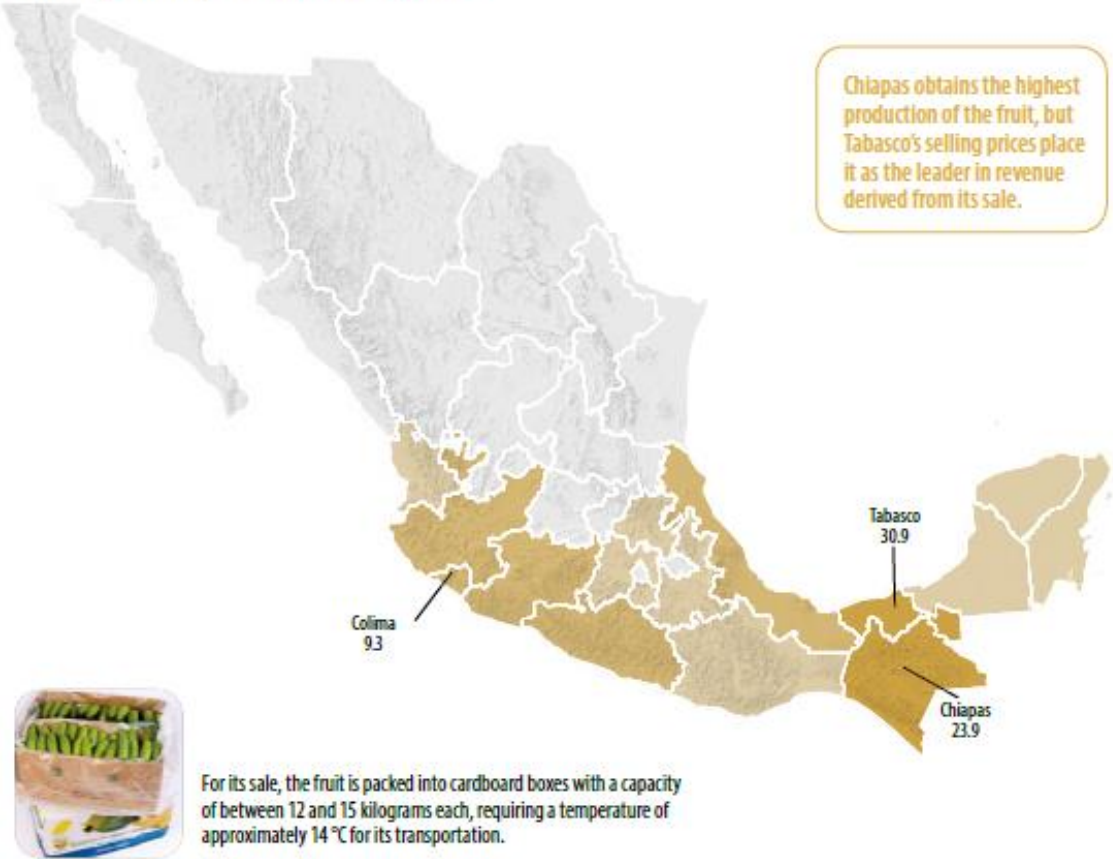 Chiapas obtains the highest
production of the fruit, but
Tabasco's selling prices place
it as the leader in revenue
derived from its sale.
Tabasco
30.9
Colima
9.3
Chiapas
23.9
For its sale, the fruit is packed into cardboard boxes with a capacity
of between 12 and 15 kilograms each, requiring a temperature of
approximately 14 °C for its transportation.